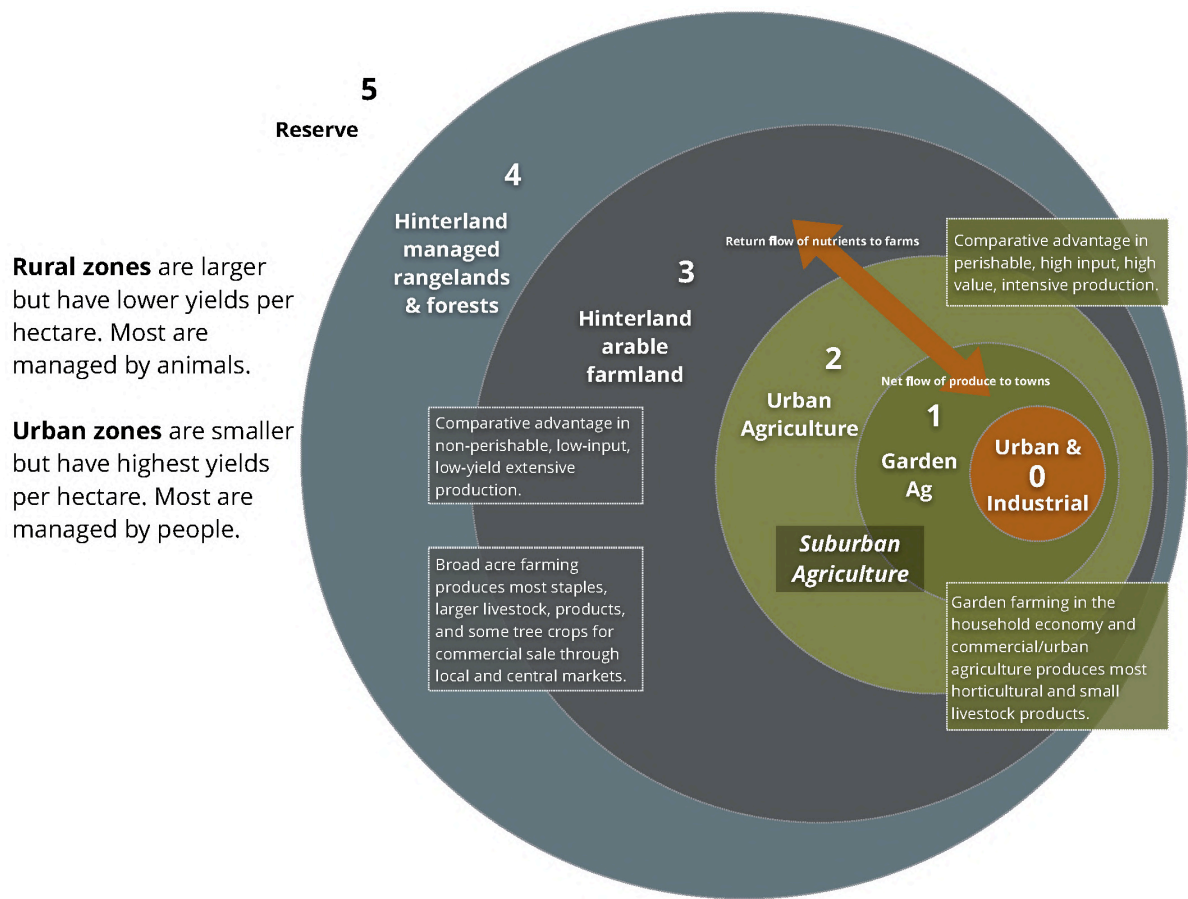 5
Reserve
4
Hinterland
managed
rangelands
& forests
Rural zones are larger
but have lower yields per
hectare. Most are
managed by animals.
Urban zones are smaller
but have highest yields
per hectare. Most are
managed by people.
3
Hinterland
arable
farmland
Comparative advantage in
non-perishable, low-input,
low-yield extensive
production.
Broad acre farming
produces most staples,
larger livestock, products,
and some tree crops for
commercial sale through
local and central markets.
Return flow of nutrients to farms
Net flow of produce to towns
2
Urban
Agriculture
1
Garden
Ag
Urban &
0
Industrial
Suburban
Agriculture
Comparative advantage in
perishable, high input, high
value, intensive production.
Garden farming in the
household economy and
commercial/urban
agriculture produces most
horticultural and small
livestock products.